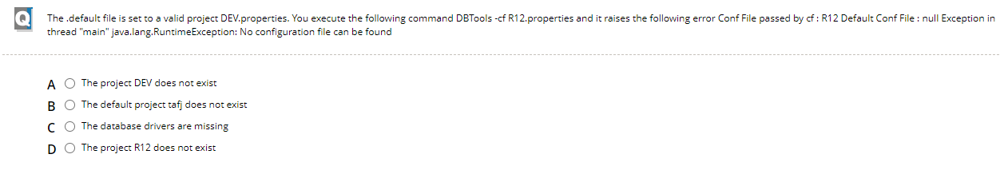 Q The .default file is set to a valid project DEV.properties. You execute the following command DBTools -cf R12.properties and it raises the following error Conf File passed by cf : R12 Default Conf File : null Exception in
thread "main" java.lang.RuntimeException: No configuration file can be found
A The project DEV does not exist
B The default project tafj does not exist
C The database drivers are missing
D The project R12 does not exist